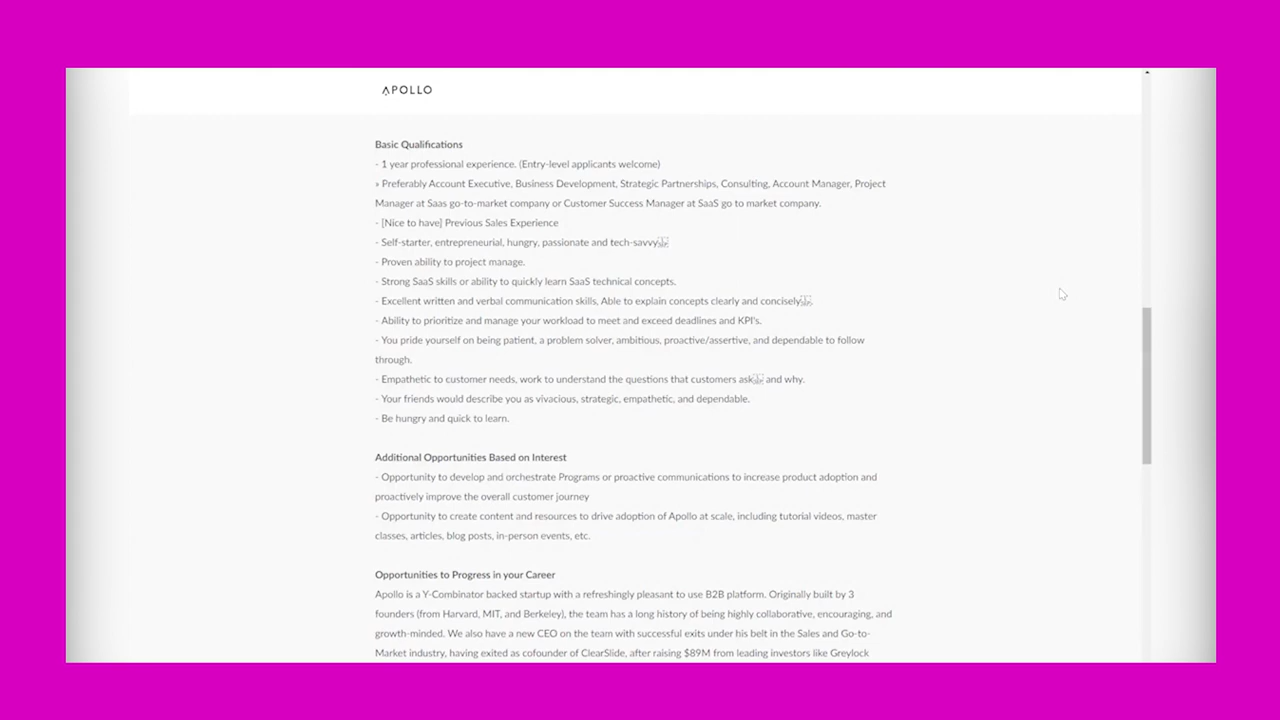 APOLLO
Basic Qualifications
- 1 year professional experience. (Entry-level applicants welcome)
» Preferably Account Executive, Business Development, Strategic Partnerships, Consulting, Account Manager, Project
Manager at Saas go-to-market company or Customer Success Manager at SaaS go to market company.
- [Nice to have] Previous Sales Experience
- Self-starter, entrepreneurial, hungry, passionate and tech-savvy
- Proven ability to project manage.
- Strong SaaS skills or ability to quickly learn SaaS technical concepts.
- Excellent written and verbal communication skills, Able to explain concepts clearly and concisely
- Ability to prioritize and manage your workload to meet and exceed deadlines and KPI's.
- You pride yourself on being patient, a problem solver, ambitious, proactive/assertive, and dependable to follow
through.
- Empathetic to customer needs, work to understand the questions that customers ask and why.
- Your friends would describe you as vivacious, strategic, empathetic, and dependable.
- Be hungry and quick to learn.
Additional Opportunities Based on Interest
- Opportunity to develop and orchestrate Programs or proactive communications to increase product adoption and
proactively improve the overall customer journey
- Opportunity to create content and resources to drive adoption of Apollo at scale, including tutorial videos, master
classes, articles, blog posts, in-person events, etc.
Opportunities to Progress in your Career
Apollo is a Y-Combinator backed startup with a refreshingly pleasant to use B2B platform. Originally built by 3
founders (from Harvard, MIT, and Berkeley), the team has a long history of being highly collaborative, encouraging, and
growth-minded. We also have a new CEO on the team with successful exits under his belt in the Sales and Go-to-
Market industry, having exited as cofounder of ClearSlide, after raising $89M from leading investors like Greylock